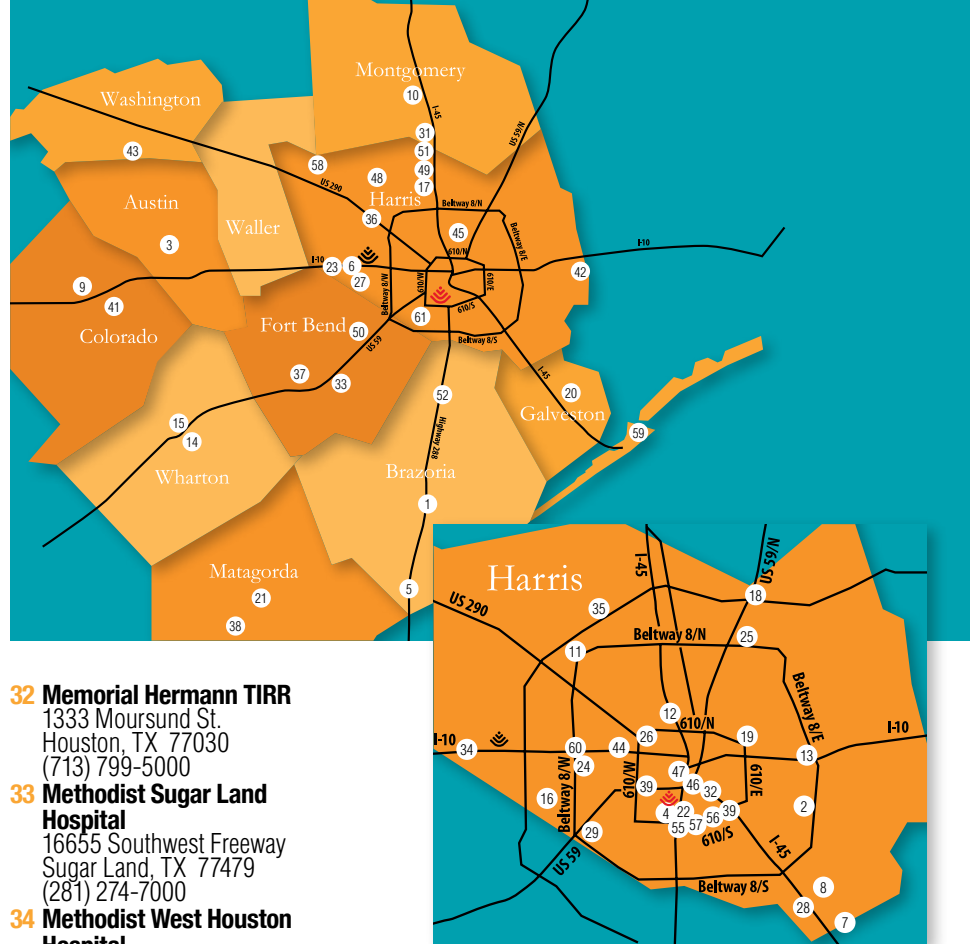 Montgomery
10
Washington
I-45
US 59/N
31
43
51
58
49
48
17
US 290
Harris
Austin
Beltway 8/N
Waller
36
45
Beltway 8/E
3
610/N
I-10
I-10
23
6
42
9
27
Beltway 8/W
610/W
610/E
41
610/S
61
Fort Bend
50
Colorado
US 59
Beltway 8/S
37
33
I-45
20
52
Galveston
15
Highway 288
59
14
Wharton
Brazoria
1
Matagorda
5
21
38
Harris
I-45
US 59/N
US 290
18
35
Beltway 8/N
25
11
Beltway 8/E
12
610/N
I-10
34
60
44
26
19
I-10
13
24
Beltway 8/W
610/W
47
610/E
16
39
46
32
2
4
22
39
56
57
55
29
610/S
I-45
US 59
Beltway 8/S
8
28
7
32 Memorial Hermann TIRR
1333 Moursund St.
Houston, TX 77030
(713) 799-5000
33 Methodist Sugar Land
Hospital
16655 Southwest Freeway
Sugar Land, TX 77479
(281) 274-7000
34 Methodist West Houston
Hospital